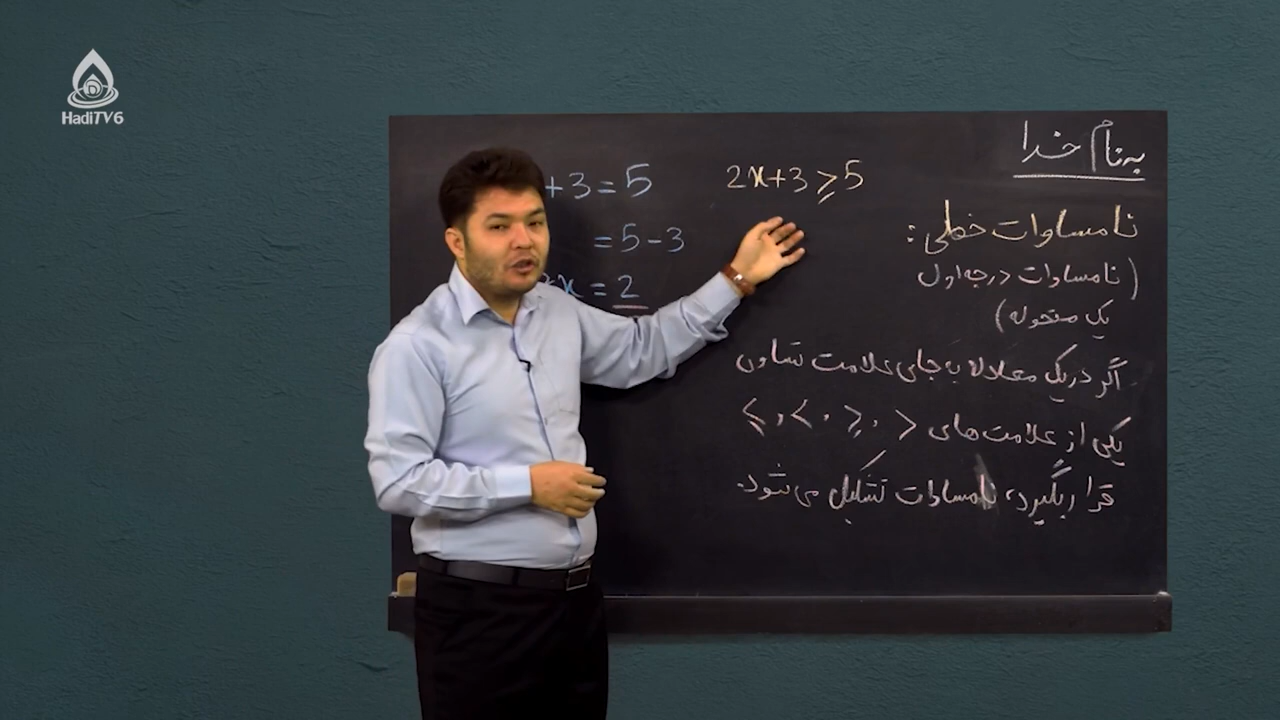 HadiTV6
به نام خدا
نامساوات خطی:
(نامساوات درجه اول
یک مجهوله)
اگر در یک معادله به جای علامت تساوی
یکی از علامت‌های > ، ≥ ، < ، ≤
قرار بگیرد، نامساوات تشکیل می‌شود.
+3=5
=5-3
x=2
2x+3≥5